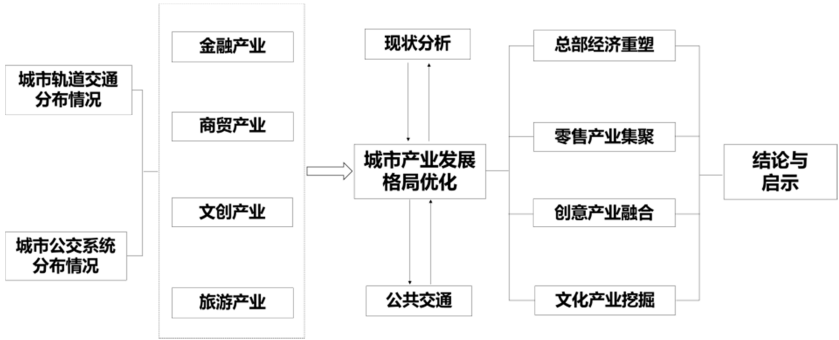 城市轨道交通
分布情况
城市公交系统
分布情况
金融产业
商贸产业
文创产业
旅游产业
现状分析
城市产业发展
格局优化
公共交通
总部经济重塑
零售产业集聚
创意产业融合
文化产业挖掘
结论与
启示